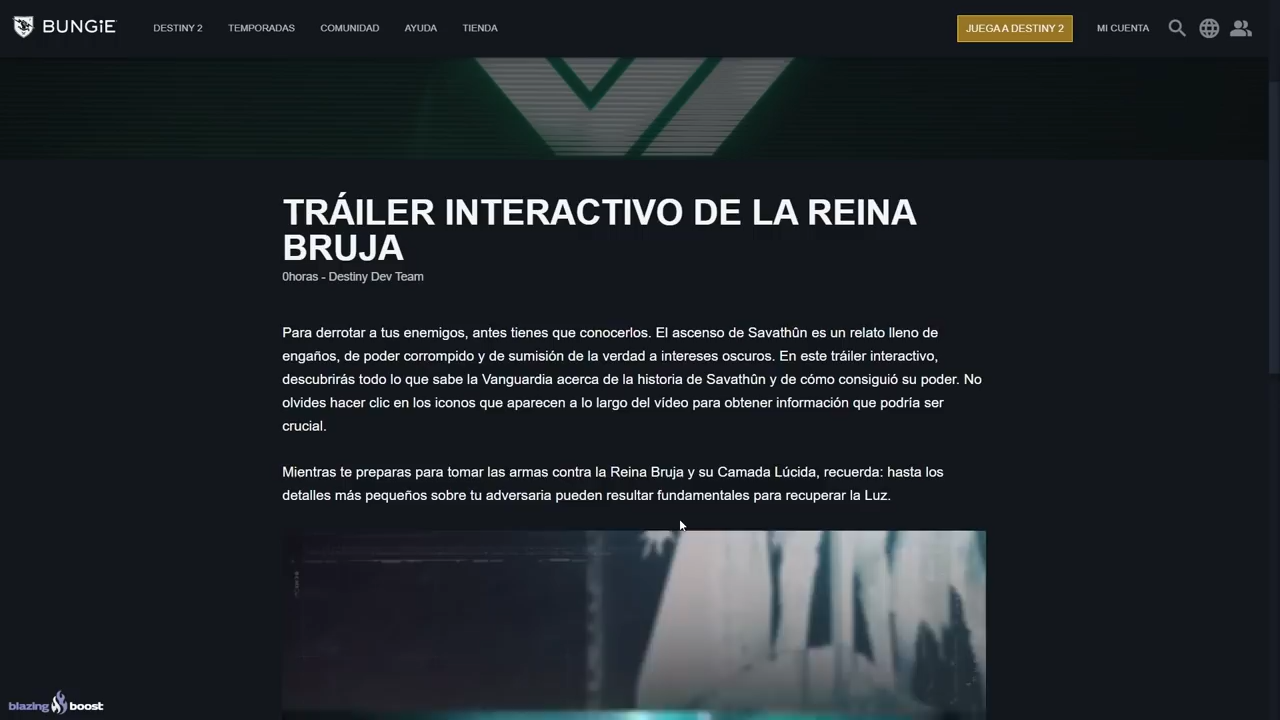 BUNGiE
DESTINY 2 TEMPORADAS COMUNIDAD AYUDA TIENDA JUEGA A DESTINY 2 MI CUENTA
TRÁILER INTERACTIVO DE LA REINA
BRUJA
0horas - Destiny Dev Team
Para derrotar a tus enemigos, antes tienes que conocerlos. El ascenso de Savathûn es un relato lleno de
engaños, de poder corrompido y de sumisión de la verdad a intereses oscuros. En este tráiler interactivo,
descubrirás todo lo que sabe la Vanguardia acerca de la historia de Savathûn y de cómo consiguió su poder. No
olvides hacer clic en los iconos que aparecen a lo largo del vídeo para obtener información que podría ser
crucial.
Mientras te preparas para tomar las armas contra la Reina Bruja y su Camada Lúcida, recuerda: hasta los
detalles más pequeños sobre tu adversaria pueden resultar fundamentales para recuperar la Luz.
blazing boost